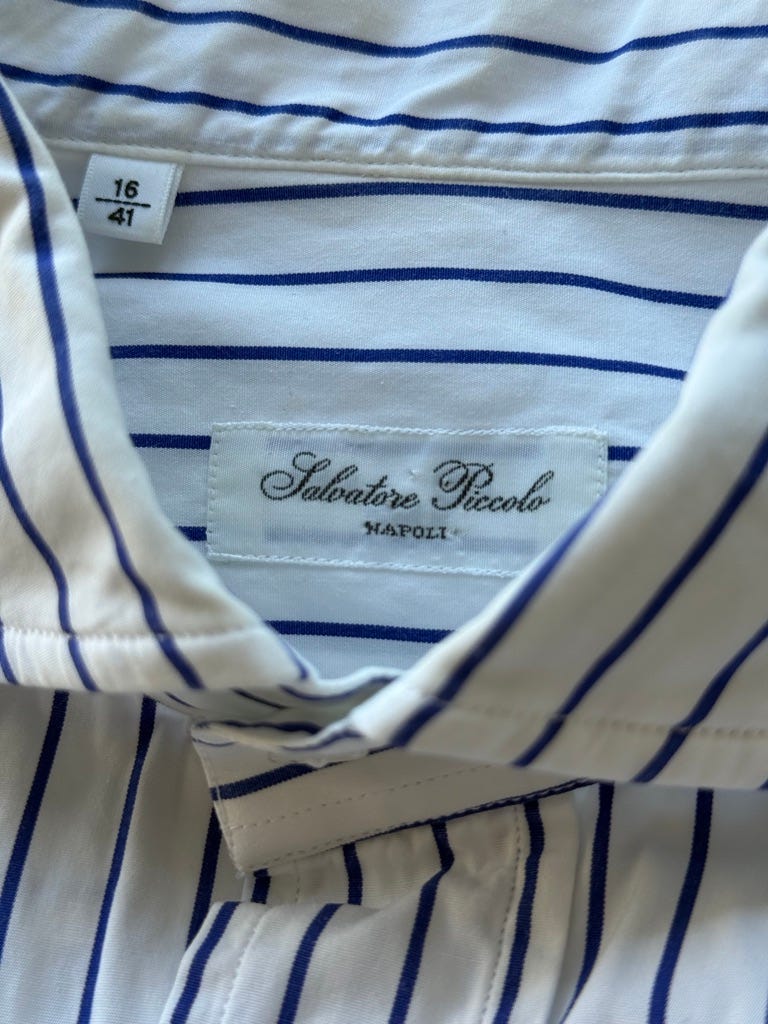 16
41
Salvatore Piccolo
NAPOLI